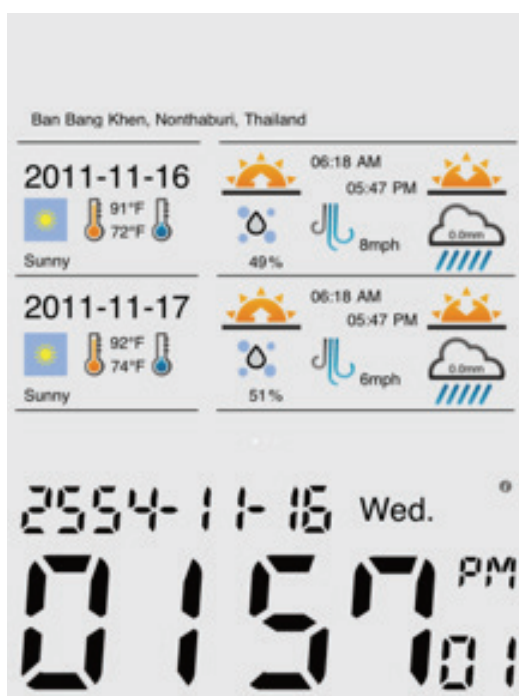 Ban Bang Khen, Nonthaburi, Thailand
2011-11-16
91°F
72°F
Sunny
06:18 AM
05:47 PM
49%
8mph
0.0mm
2011-11-17
92°F
74°F
Sunny
06:18 AM
05:47 PM
51%
6mph
0.0mm
2554-11-16 Wed.
0157 PM
01